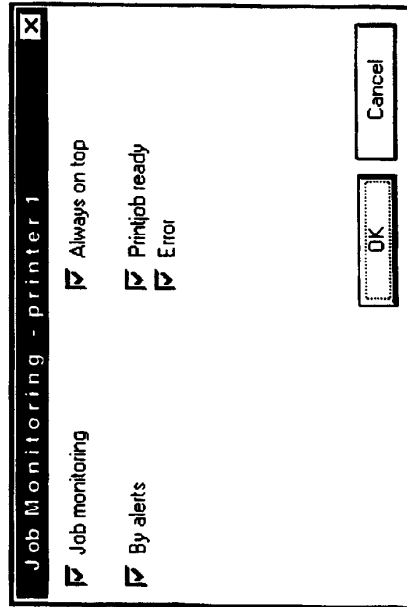 Job Monitoring - printer 1
Job monitoring
Always on top
By alerts
Printjob ready
Error
OK
Cancel